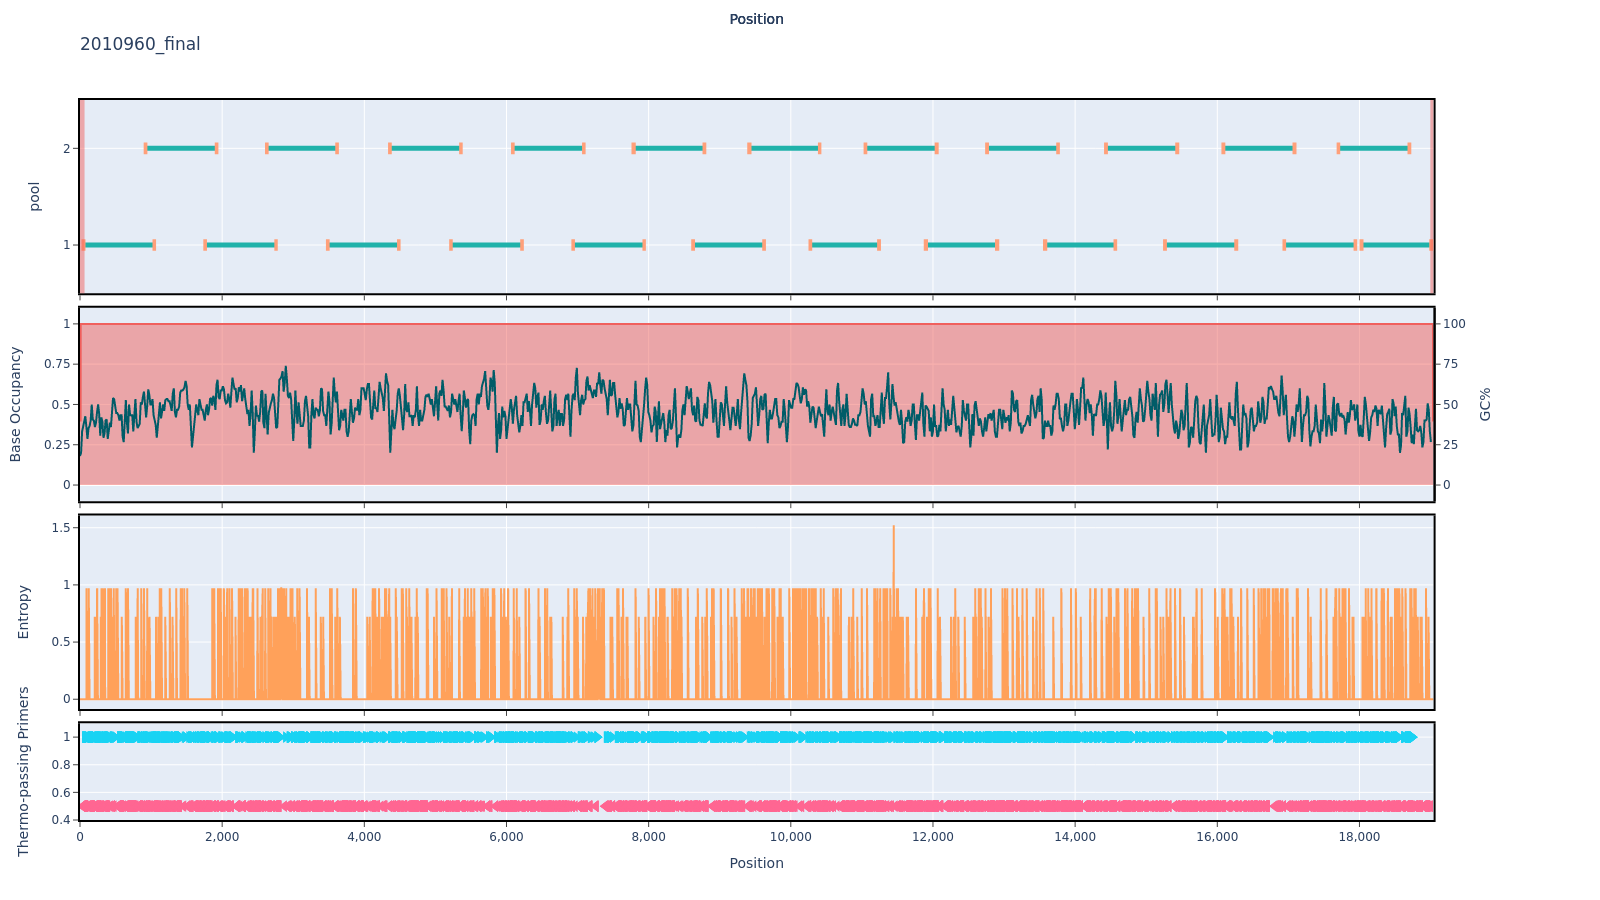 Position
2010960_final
pool
2
1
Base Occupancy
1
0.75
0.5
0.25
0
100
75
50
25
0
GC%
Entropy
1.5
1
0.5
0
Thermo-passing Primers
1
0.8
0.6
0.4
0 2,000 4,000 6,000 8,000 10,000 12,000 14,000 16,000 18,000
Position